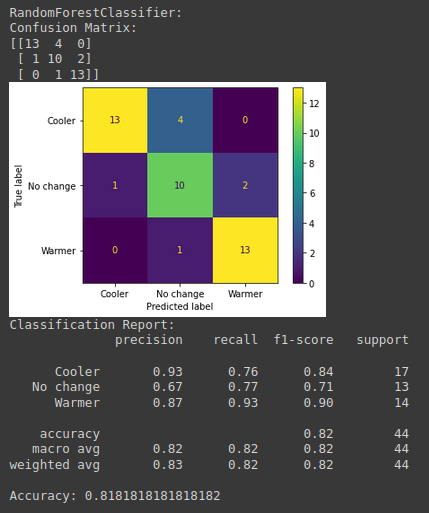 RandomForestClassifier:
Confusion Matrix:
[[13  4  0]
 [ 1 10  2]
 [ 0  1 13]]
Cooler 13 4 0
No change 1 10 2
Warmer 0 1 13
True label
Cooler No change Warmer
Predicted label
12
10
8
6
4
2
0
Classification Report:
              precision    recall  f1-score   support
      Cooler       0.93      0.76      0.84        17
   No change       0.67      0.77      0.71        13
      Warmer       0.87      0.93      0.90        14
    accuracy                           0.82        44
   macro avg       0.82      0.82      0.82        44
weighted avg       0.83      0.82      0.82        44
Accuracy: 0.8181818181818182